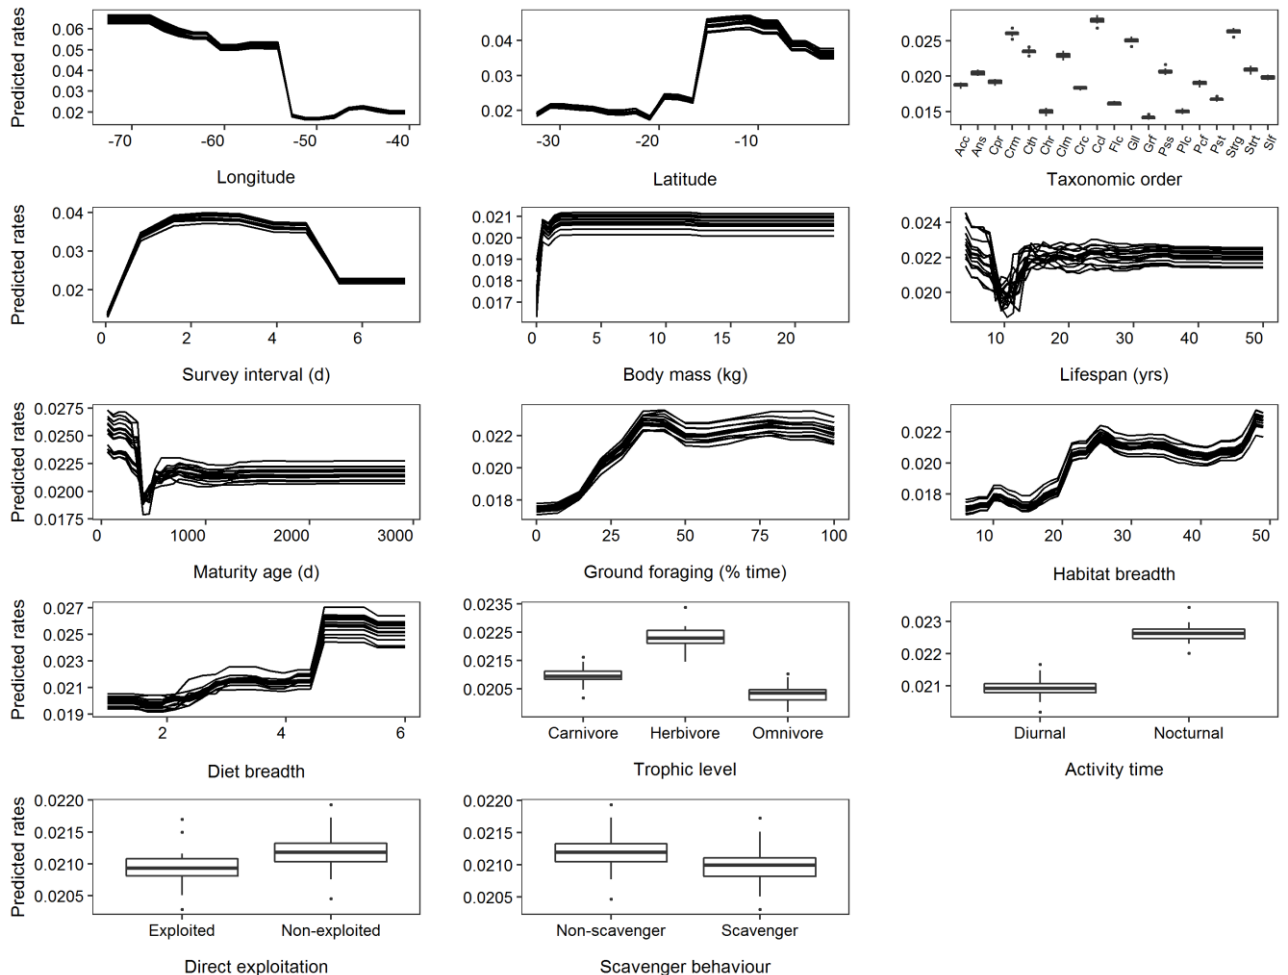 Predicted rates
0.06
0.05
0.04
0.03
0.02
-70 -60 -50 -40
Longitude
0.04
0.03
0.02
-30 -20 -10
Latitude
0.025
0.020
0.015
Acc Ans Cpr Crm Cth Chr Clm Crc Ccl Flc Gll Grf Pss Plc Pcf Pst Strg Strt Slf
Taxonomic order
Predicted rates
0.04
0.03
0.02
0 2 4 6
Survey interval (d)
0.021
0.020
0.019
0.018
0.017
0 5 10 15 20
Body mass (kg)
0.024
0.022
0.020
10 20 30 40 50
Lifespan (yrs)
Predicted rates
0.0275
0.0250
0.0225
0.0200
0.0175
0 1000 2000 3000
Maturity age (d)
0.022
0.020
0.018
0 25 50 75 100
Ground foraging (% time)
0.022
0.020
0.018
10 20 30 40 50
Habitat breadth
Predicted rates
0.027
0.025
0.023
0.021
0.019
2 4 6
Diet breadth
0.0235
0.0225
0.0215
0.0205
Carnivore Herbivore Omnivore
Trophic level
0.023
0.022
0.021
Diurnal Nocturnal
Activity time
Predicted rates
0.0220
0.0215
0.0210
0.0205
Exploited Non-exploited
Direct exploitation
0.0220
0.0215
0.0210
0.0205
Non-scavenger Scavenger
Scavenger behaviour